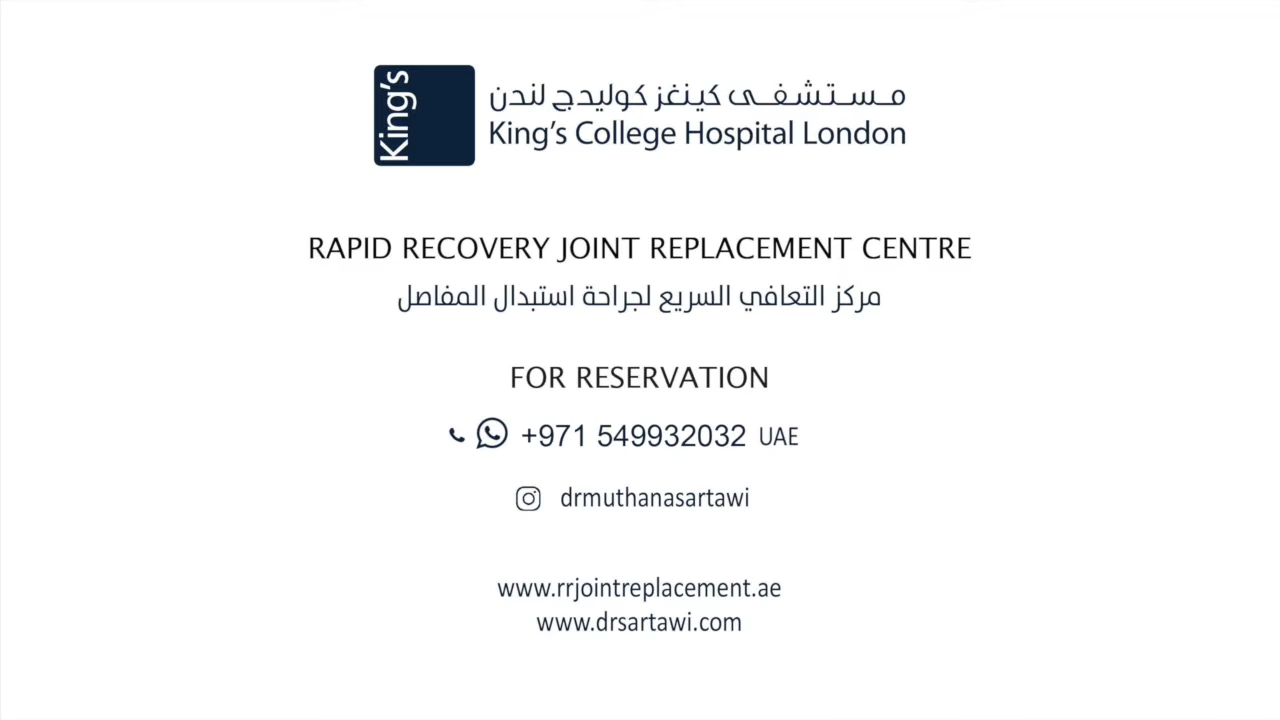 King's
مستشفى كينغز كوليدج لندن
King's College Hospital London
RAPID RECOVERY JOINT REPLACEMENT CENTRE
مركز التعافي السريع لجراحة استبدال المفاصل
FOR RESERVATION
+971 549932032 UAE
drmuthanasartawi
www.rrjointreplacement.ae
www.drsartawi.com